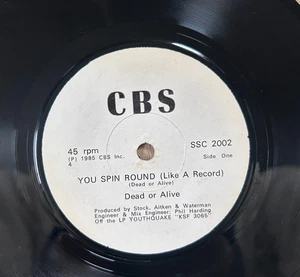 CBS
45 rpm SSC 2002
(P) 1985 CBS Inc. Side One
4
YOU SPIN ROUND (Like A Record)
(Dead or Alive)
Dead or Alive
Produced by Stock, Aitken & Waterman
Engineer & Mix Engineer: Phil Harding
Off the LP YOUTHQUAKE "KSF 3065"